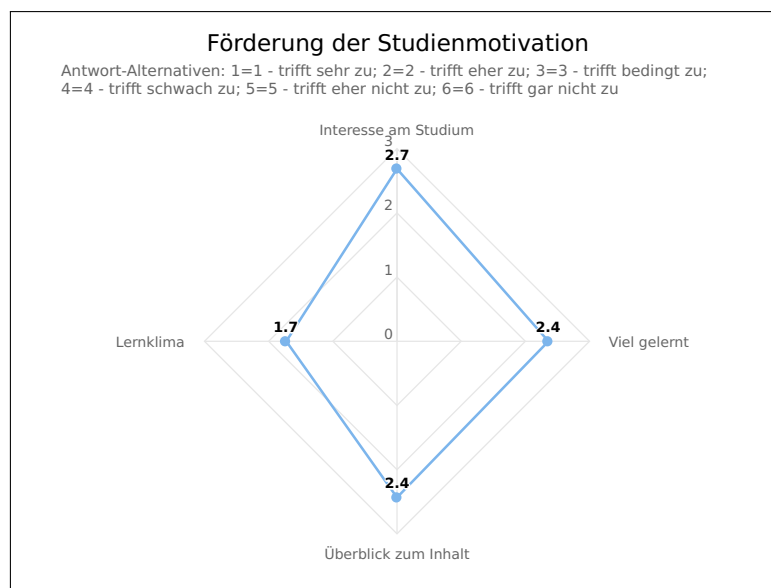 Förderung der Studienmotivation
Antwort-Alternativen: 1=1 - trifft sehr zu; 2=2 - trifft eher zu; 3=3 - trifft bedingt zu;
4=4 - trifft schwach zu; 5=5 - trifft eher nicht zu; 6=6 - trifft gar nicht zu
Interesse am Studium
3
2.7
2
1
1.7
2.4
0
Lernklima
Viel gelernt
2.4
Überblick zum Inhalt